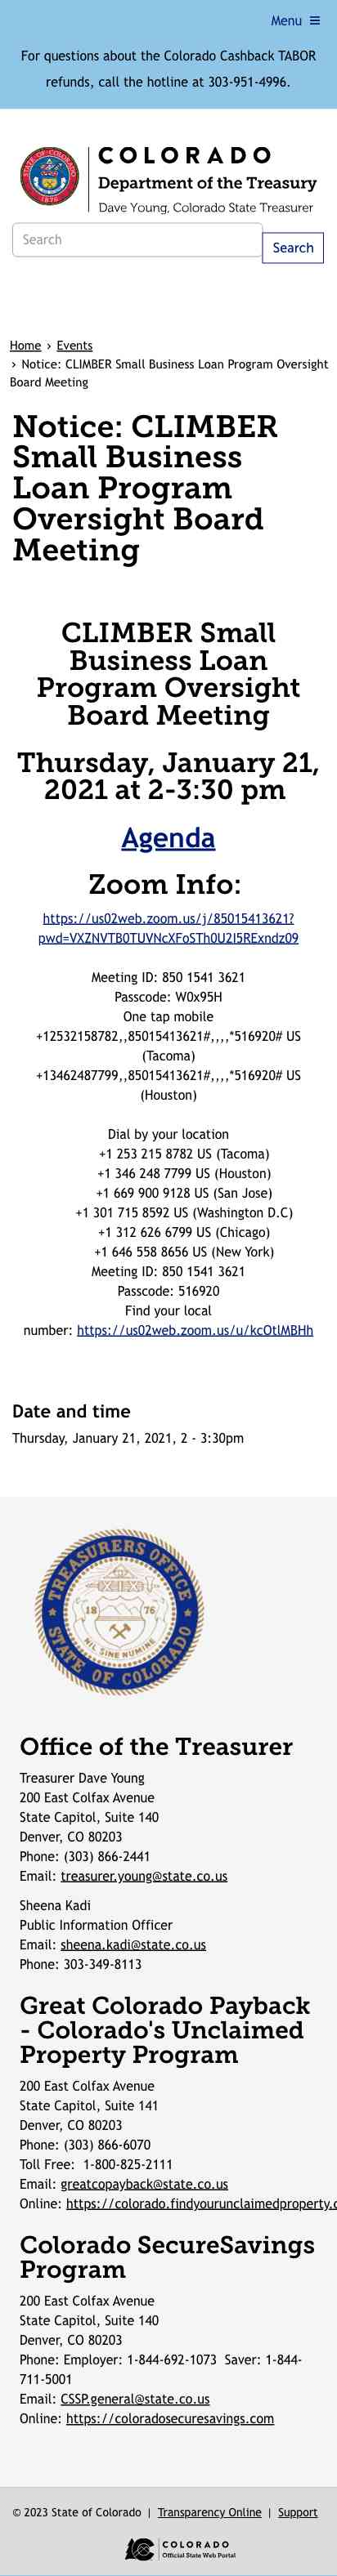 Menu ≡
For questions about the Colorado Cashback TABOR
refunds, call the hotline at 303-951-4996.
STATE OF COLORADO
1876
COLORADO
Department of the Treasury
Dave Young, Colorado State Treasurer
Search
Search
Home › Events
› Notice: CLIMBER Small Business Loan Program Oversight
Board Meeting
Notice: CLIMBER
Small Business
Loan Program
Oversight Board
Meeting
CLIMBER Small
Business Loan
Program Oversight
Board Meeting
Thursday, January 21,
2021 at 2-3:30 pm
Agenda
Zoom Info:
https://us02web.zoom.us/j/85015413621?
pwd=VXZNVTB0TUVNcXFoSTh0U2I5RExndz09
Meeting ID: 850 1541 3621
Passcode: W0x95H
One tap mobile
+12532158782,,85015413621#,,,,*516920# US
(Tacoma)
+13462487799,,85015413621#,,,,*516920# US
(Houston)
Dial by your location
+1 253 215 8782 US (Tacoma)
+1 346 248 7799 US (Houston)
+1 669 900 9128 US (San Jose)
+1 301 715 8592 US (Washington D.C)
+1 312 626 6799 US (Chicago)
+1 646 558 8656 US (New York)
Meeting ID: 850 1541 3621
Passcode: 516920
Find your local
number: https://us02web.zoom.us/u/kcOtlMBHh
Date and time
Thursday, January 21, 2021, 2 - 3:30pm
TREASURERS OFFICE
18 76
NIL SINE NUMINE
STATE OF COLORADO
Office of the Treasurer
Treasurer Dave Young
200 East Colfax Avenue
State Capitol, Suite 140
Denver, CO 80203
Phone: (303) 866-2441
Email: treasurer.young@state.co.us
Sheena Kadi
Public Information Officer
Email: sheena.kadi@state.co.us
Phone: 303-349-8113
Great Colorado Payback
- Colorado's Unclaimed
Property Program
200 East Colfax Avenue
State Capitol, Suite 141
Denver, CO 80203
Phone: (303) 866-6070
Toll Free: 1-800-825-2111
Email: greatcopayback@state.co.us
Online: https://colorado.findyourunclaimedproperty.c
Colorado SecureSavings
Program
200 East Colfax Avenue
State Capitol, Suite 140
Denver, CO 80203
Phone: Employer: 1-844-692-1073 Saver: 1-844-
711-5001
Email: CSSP.general@state.co.us
Online: https://coloradosecuresavings.com
© 2023 State of Colorado | Transparency Online | Support
COLORADO
Official State Web Portal